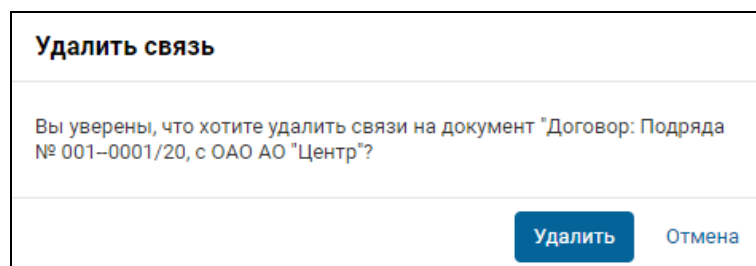 Удалить связь
Вы уверены, что хотите удалить связи на документ "Договор: Подряда
№ 001--0001/20, с ОАО АО "Центр"?
Удалить Отмена